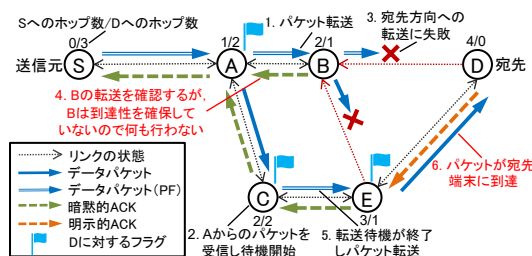 Sへのホップ数/Dへのホップ数
0/3
送信元
S
1/2
A
1. パケット転送
2/1
B
3. 宛先方向への
転送に失敗
4/0
D
宛先
4. Bの転送を確認するが,
Bは到達性を確保して
いないので何も行わない
6. パケットが宛先
端末に到達
リンクの状態
データパケット
データパケット(PF)
暗黙的ACK
明示的ACK
Dに対するフラグ
C
2/2
E
3/1
2. Aからのパケットを
受信し待機開始
5. 転送待機が終了
しパケット転送